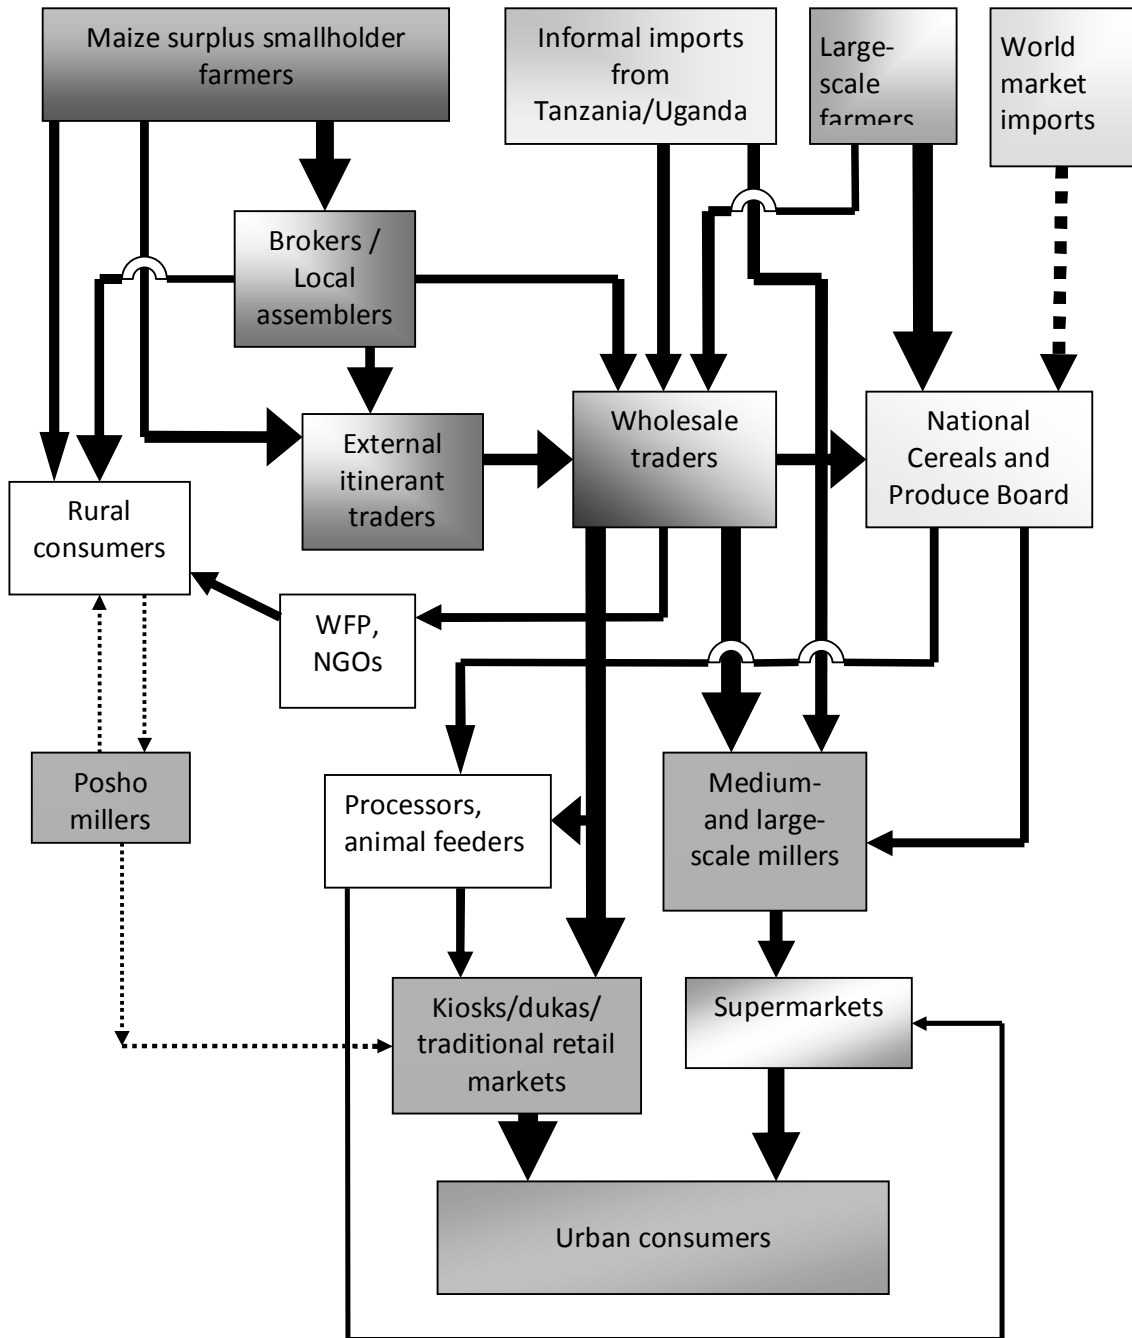 Maize surplus smallholder
farmers
Informal imports
from
Tanzania/Uganda
Large-
scale
farmers
World
market
imports
Brokers /
Local
assemblers
External
itinerant
traders
Wholesale
traders
National
Cereals and
Produce Board
Rural
consumers
WFP,
NGOs
Posho
millers
Processors,
animal feeders
Medium-
and large-
scale millers
Kiosks/dukas/
traditional retail
markets
Supermarkets
Urban consumers